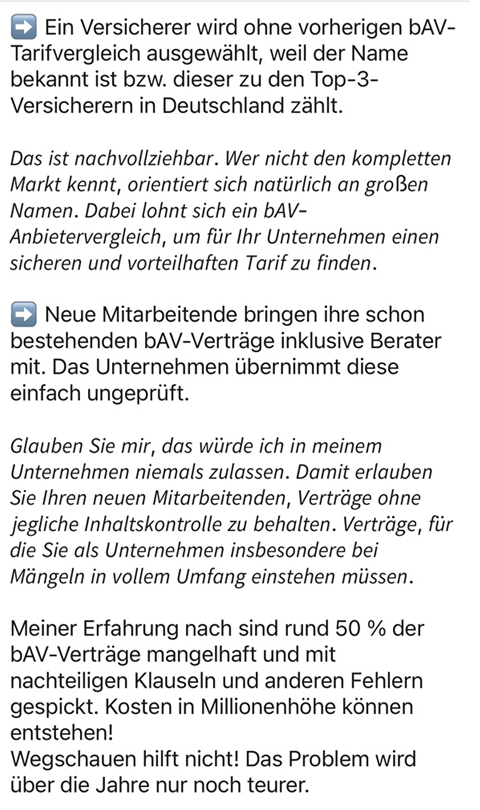 ➡️ Ein Versicherer wird ohne vorherigen bAV-
Tarifvergleich ausgewählt, weil der Name
bekannt ist bzw. dieser zu den Top-3-
Versicherern in Deutschland zählt.
Das ist nachvollziehbar. Wer nicht den kompletten
Markt kennt, orientiert sich natürlich an großen
Namen. Dabei lohnt sich ein bAV-
Anbietervergleich, um für Ihr Unternehmen einen
sicheren und vorteilhaften Tarif zu finden.
➡️ Neue Mitarbeitende bringen ihre schon
bestehenden bAV-Verträge inklusive Berater
mit. Das Unternehmen übernimmt diese
einfach ungeprüft.
Glauben Sie mir, das würde ich in meinem
Unternehmen niemals zulassen. Damit erlauben
Sie Ihren neuen Mitarbeitenden, Verträge ohne
jegliche Inhaltskontrolle zu behalten. Verträge, für
die Sie als Unternehmen insbesondere bei
Mängeln in vollem Umfang einstehen müssen.
Meiner Erfahrung nach sind rund 50 % der
bAV-Verträge mangelhaft und mit
nachteiligen Klauseln und anderen Fehlern
gespickt. Kosten in Millionenhöhe können
entstehen!
Wegschauen hilft nicht! Das Problem wird
über die Jahre nur noch teurer.